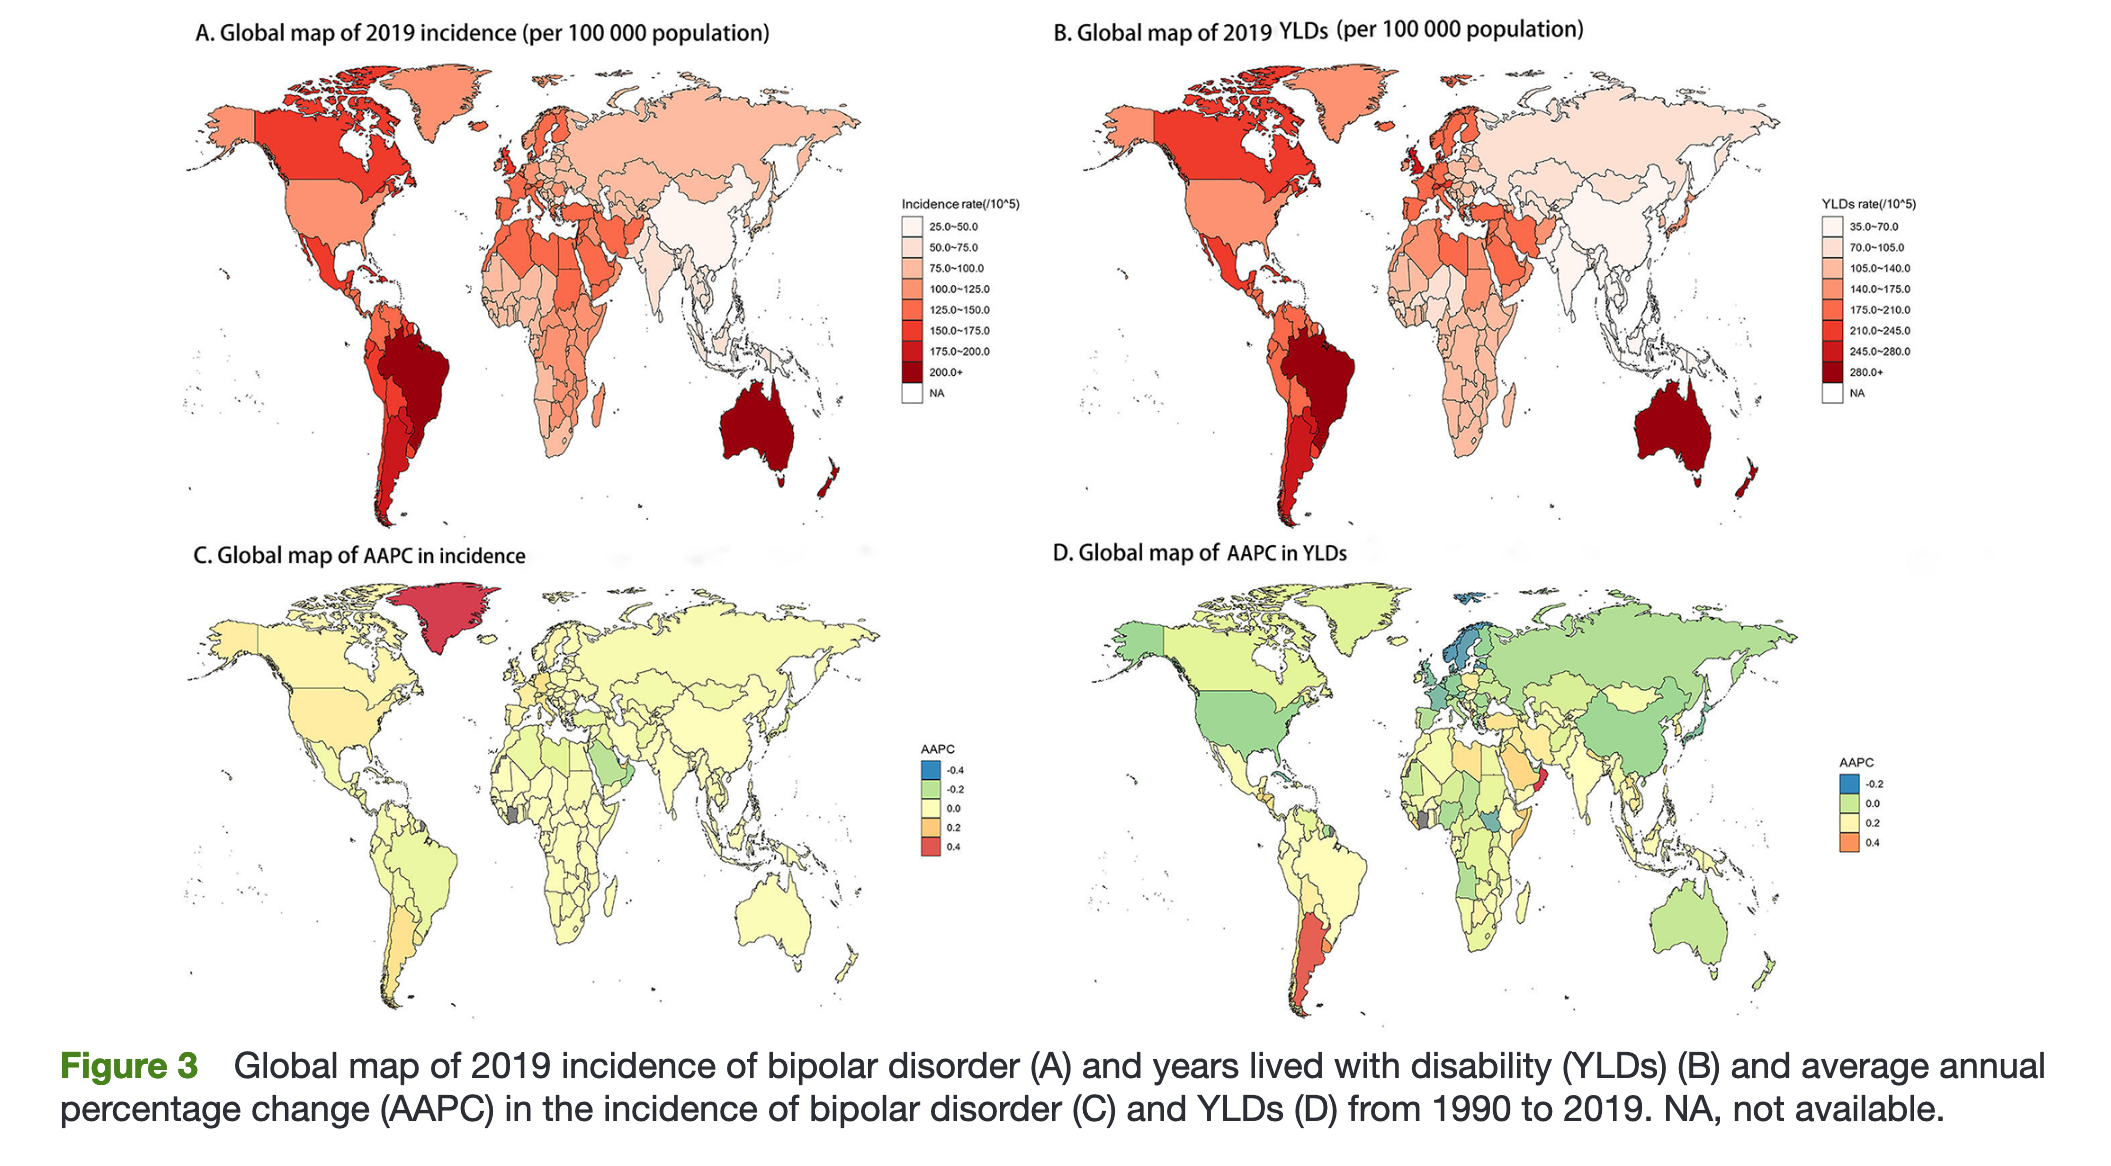 A. Global map of 2019 incidence (per 100 000 population)
B. Global map of 2019 YLDs (per 100 000 population)
Incidence rate(/10^5)
25.0~50.0
50.0~75.0
75.0~100.0
100.0~125.0
125.0~150.0
150.0~175.0
175.0~200.0
200.0+
NA
YLDs rate(/10^5)
35.0~70.0
70.0~105.0
105.0~140.0
140.0~175.0
175.0~210.0
210.0~245.0
245.0~280.0
280.0+
NA
C. Global map of AAPC in incidence
D. Global map of AAPC in YLDs
AAPC
-0.4
-0.2
0.0
0.2
0.4
AAPC
-0.2
0.0
0.2
0.4
Figure 3 Global map of 2019 incidence of bipolar disorder (A) and years lived with disability (YLDs) (B) and average annual
percentage change (AAPC) in the incidence of bipolar disorder (C) and YLDs (D) from 1990 to 2019. NA, not available.